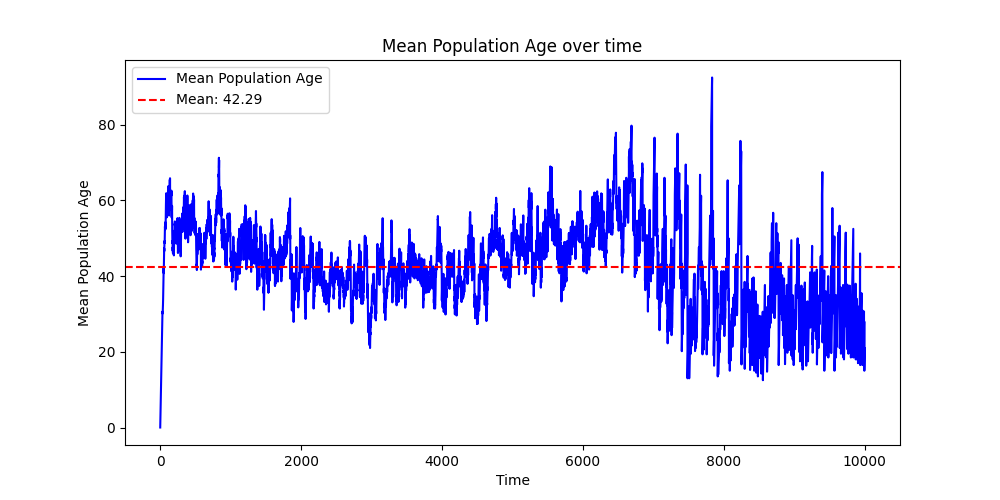 Mean Population Age over time
Mean Population Age
Mean: 42.29
Mean Population Age
80
60
40
20
0
0 2000 4000 6000 8000 10000
Time